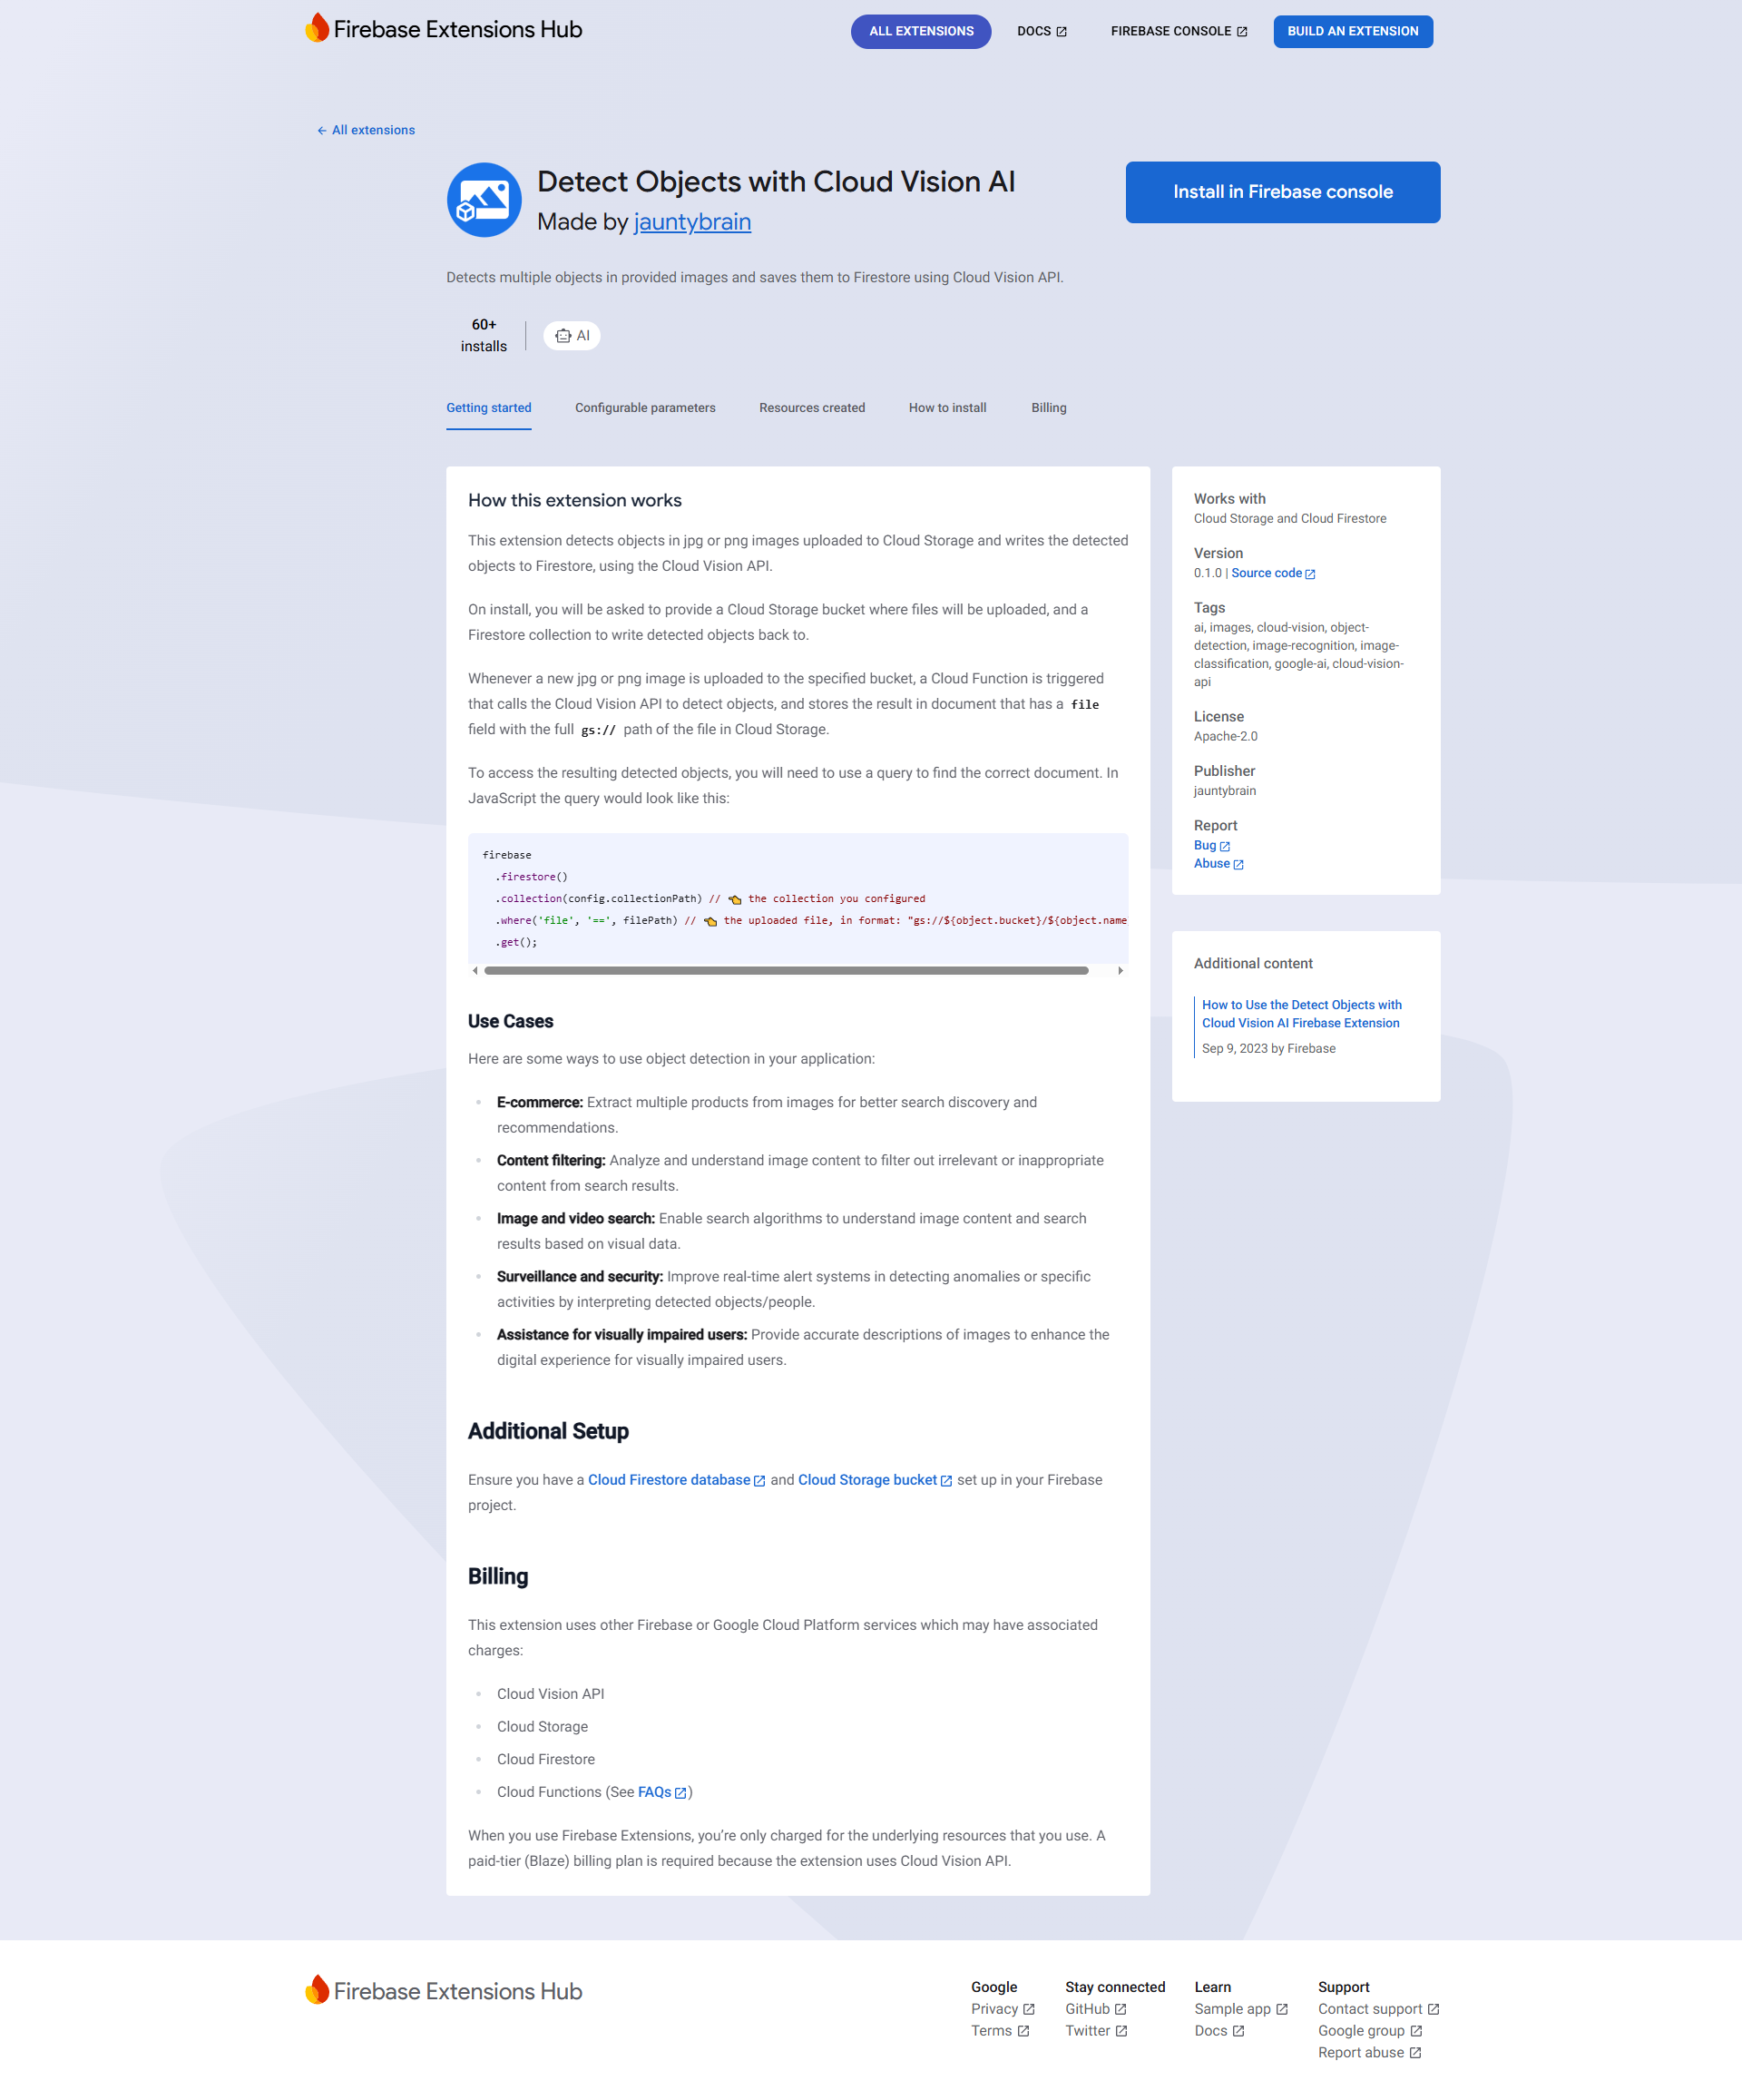 Firebase Extensions Hub
ALL EXTENSIONS
DOCS
FIREBASE CONSOLE
BUILD AN EXTENSION
← All extensions
Detect Objects with Cloud Vision AI
Made by jauntybrain
Install in Firebase console
Detects multiple objects in provided images and saves them to Firestore using Cloud Vision API.
60+
installs
AI
Getting started
Configurable parameters
Resources created
How to install
Billing
How this extension works
This extension detects objects in jpg or png images uploaded to Cloud Storage and writes the detected
objects to Firestore, using the Cloud Vision API.
On install, you will be asked to provide a Cloud Storage bucket where files will be uploaded, and a
Firestore collection to write detected objects back to.
Whenever a new jpg or png image is uploaded to the specified bucket, a Cloud Function is triggered
that calls the Cloud Vision API to detect objects, and stores the result in document that has a file
field with the full gs:// path of the file in Cloud Storage.
To access the resulting detected objects, you will need to use a query to find the correct document. In
JavaScript the query would look like this:
firebase
.firestore()
.collection(config.collectionPath) // 👈 the collection you configured
.where('file', '==', filePath) // 👈 the uploaded file, in format: "gs://${object.bucket}/${object.name
.get();
Use Cases
Here are some ways to use object detection in your application:
• E-commerce: Extract multiple products from images for better search discovery and
recommendations.
• Content filtering: Analyze and understand image content to filter out irrelevant or inappropriate
content from search results.
• Image and video search: Enable search algorithms to understand image content and search
results based on visual data.
• Surveillance and security: Improve real-time alert systems in detecting anomalies or specific
activities by interpreting detected objects/people.
• Assistance for visually impaired users: Provide accurate descriptions of images to enhance the
digital experience for visually impaired users.
Additional Setup
Ensure you have a Cloud Firestore database and Cloud Storage bucket set up in your Firebase
project.
Billing
This extension uses other Firebase or Google Cloud Platform services which may have associated
charges:
• Cloud Vision API
• Cloud Storage
• Cloud Firestore
• Cloud Functions (See FAQs)
When you use Firebase Extensions, you’re only charged for the underlying resources that you use. A
paid-tier (Blaze) billing plan is required because the extension uses Cloud Vision API.
Works with
Cloud Storage and Cloud Firestore
Version
0.1.0 | Source code
Tags
ai, images, cloud-vision, object-
detection, image-recognition, image-
classification, google-ai, cloud-vision-
api
License
Apache-2.0
Publisher
jauntybrain
Report
Bug
Abuse
Additional content
How to Use the Detect Objects with
Cloud Vision AI Firebase Extension
Sep 9, 2023 by Firebase
Firebase Extensions Hub
Google
Privacy
Terms
Stay connected
GitHub
Twitter
Learn
Sample app
Docs
Support
Contact support
Google group
Report abuse